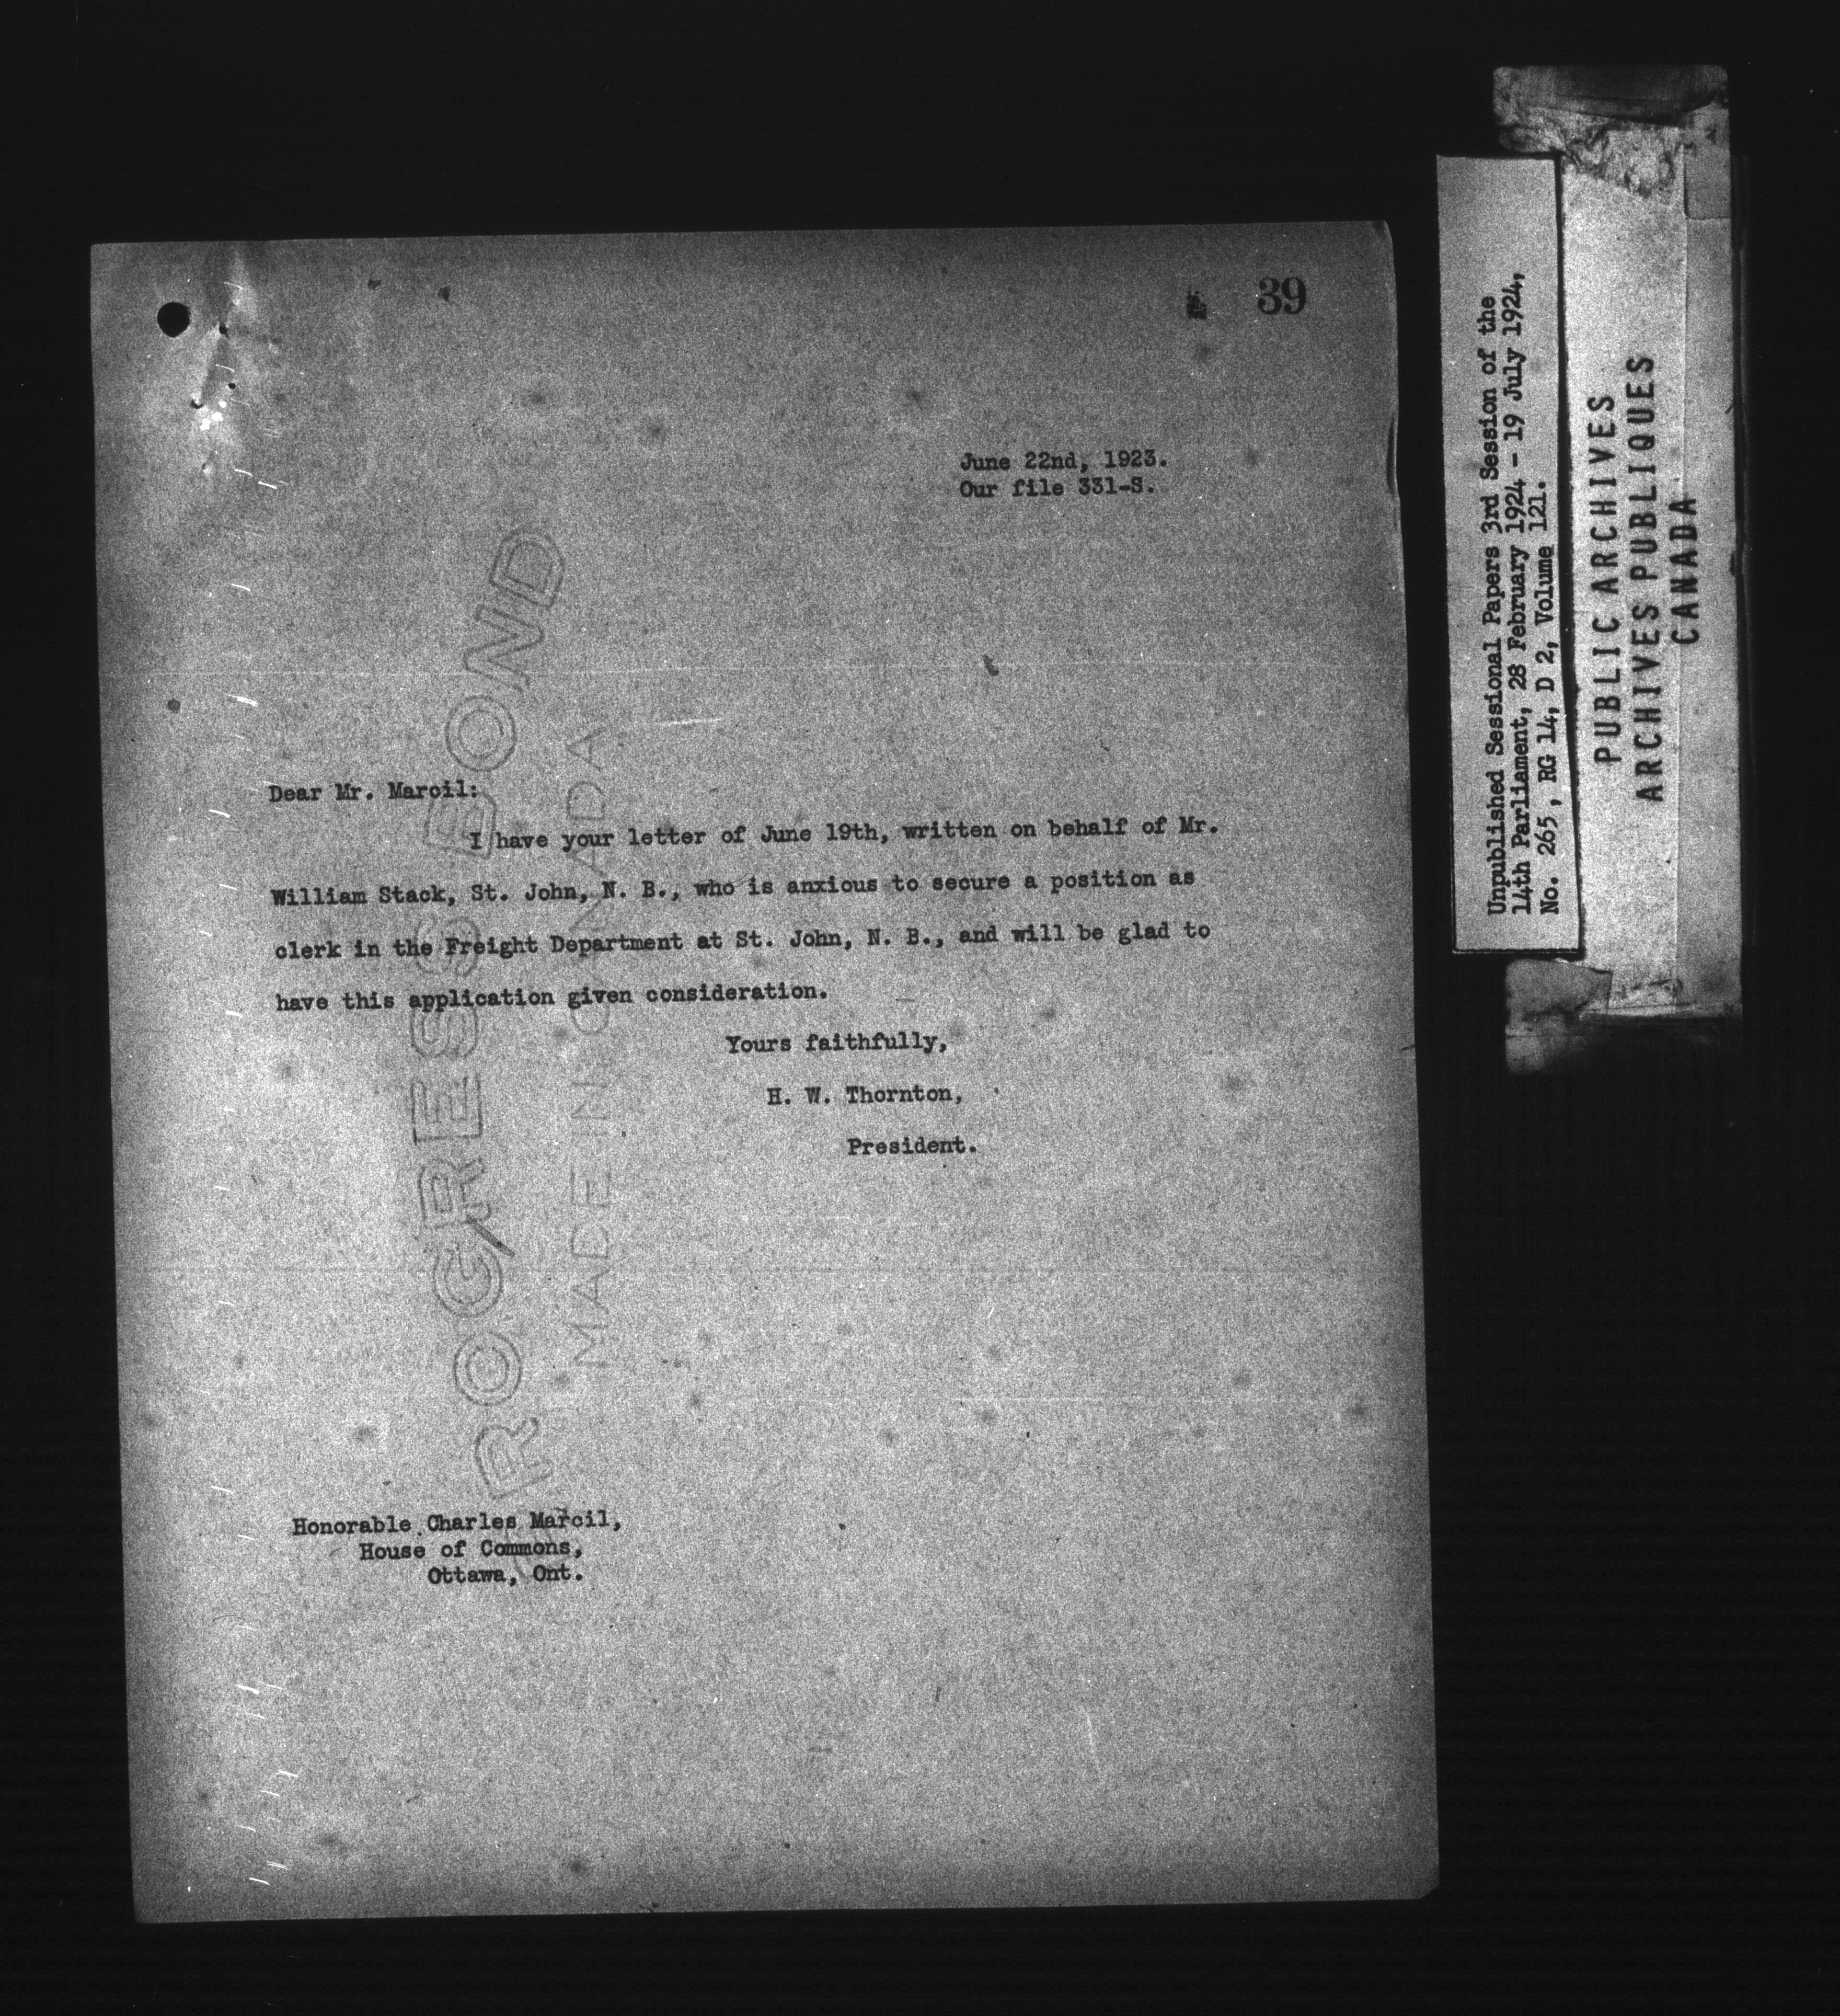 39
June 22nd, 1923.
Our file 331-S.
Dear Mr. Marcil:
I have your letter of June 19th, written on behalf of Mr.
William Stack, St. John, N. B., who is anxious to secure a position as
clerk in the Freight Department at St. John, N. B., and will be glad to
have this application given consideration.
Yours faithfully,
H. W. Thornton,
President.
Honorable Charles Marcil,
House of Commons,
Ottawa, Ont.
PROGRESS BOND
MADE IN CANADA
Unpublished Sessional Papers 3rd Session of the
14th Parliament, 28 February 1924 - 19 July 1924,
No. 265, RG 14, D 2, Volume 121.
PUBLIC ARCHIVES
ARCHIVES PUBLIQUES
CANADA